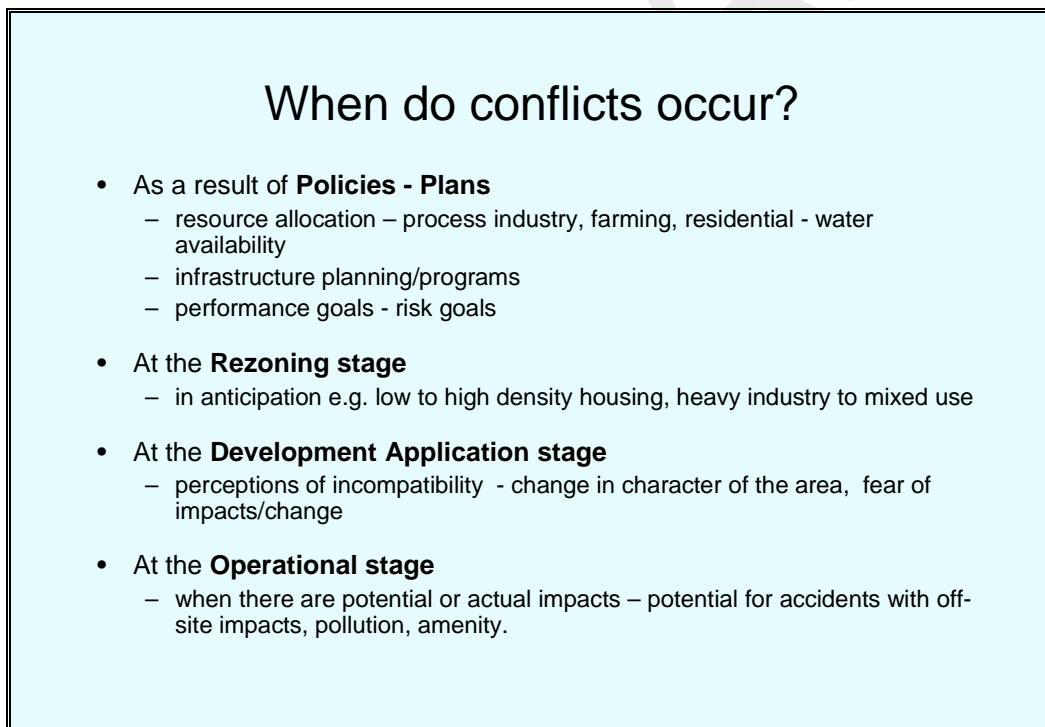 When do conflicts occur?
• As a result of Policies - Plans
– resource allocation – process industry, farming, residential - water
availability
– infrastructure planning/programs
– performance goals - risk goals
• At the Rezoning stage
– in anticipation e.g. low to high density housing, heavy industry to mixed use
• At the Development Application stage
– perceptions of incompatibility - change in character of the area, fear of
impacts/change
• At the Operational stage
– when there are potential or actual impacts – potential for accidents with off-
site impacts, pollution, amenity.